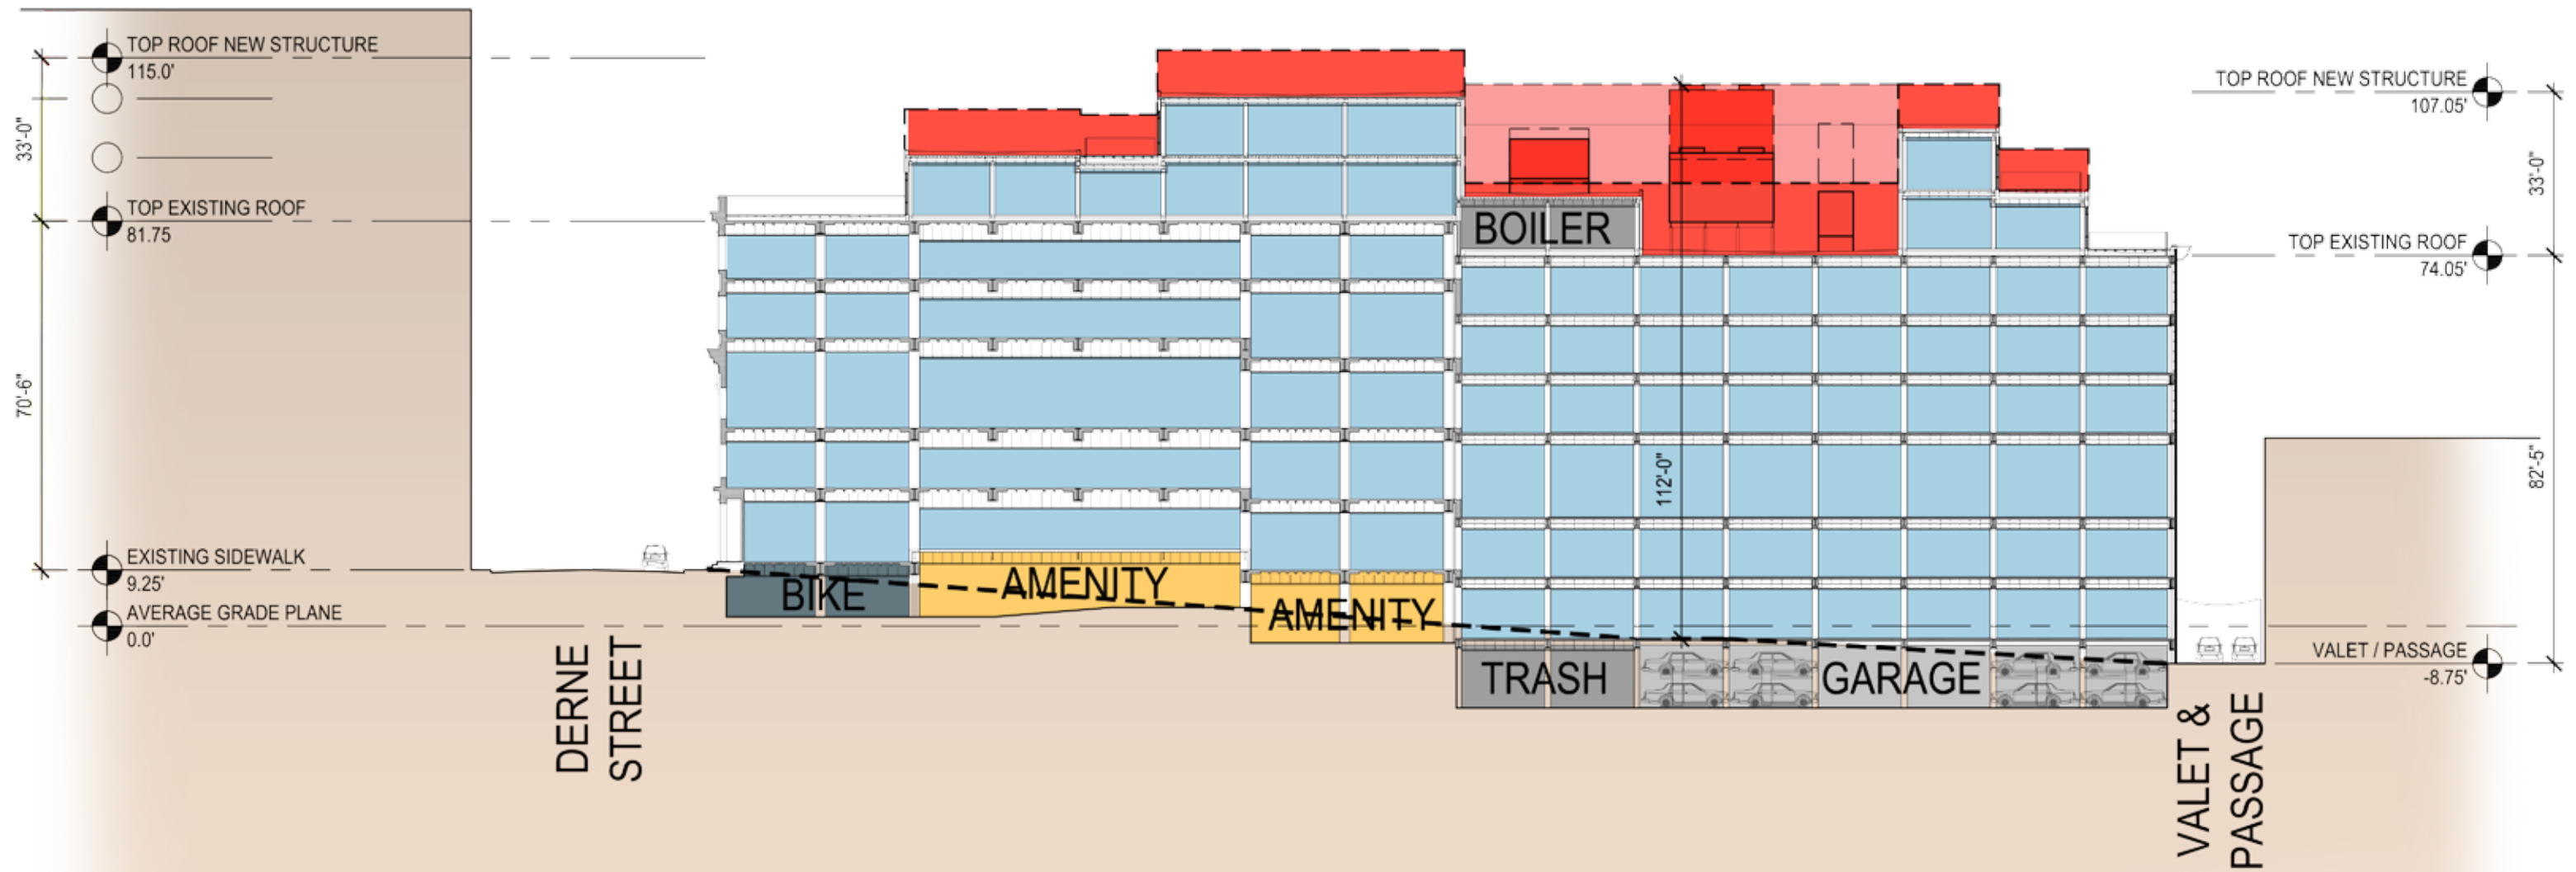 TOP ROOF NEW STRUCTURE
115.0'
33'-0"
TOP EXISTING ROOF
81.75
70'-6"
EXISTING SIDEWALK
9.25'
AVERAGE GRADE PLANE
0.0'
DERNE
STREET
BIKE
AMENITY
AMENITY
BOILER
TRASH
112'-0"
GARAGE
TOP ROOF NEW STRUCTURE
107.05'
33'-0"
TOP EXISTING ROOF
74.05'
82'-5"
VALET / PASSAGE
-8.75'
VALET &
PASSAGE